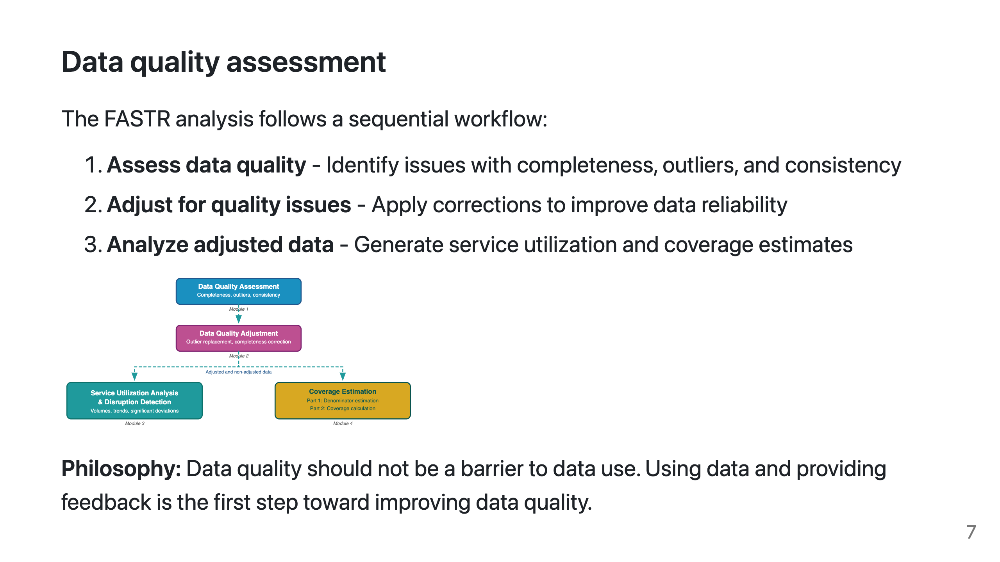 Data quality assessment
The FASTR analysis follows a sequential workflow:
1. Assess data quality - Identify issues with completeness, outliers, and consistency
2. Adjust for quality issues - Apply corrections to improve data reliability
3. Analyze adjusted data - Generate service utilization and coverage estimates
Data Quality Assessment
Completeness, outliers, consistency
Module 1
Data Quality Adjustment
Outlier replacement, completeness correction
Module 2
Adjusted and non-adjusted data
Service Utilization Analysis
& Disruption Detection
Volumes, trends, significant deviations
Module 3
Coverage Estimation
Part 1: Denominator estimation
Part 2: Coverage calculation
Module 4
Philosophy: Data quality should not be a barrier to data use. Using data and providing
feedback is the first step toward improving data quality.
7